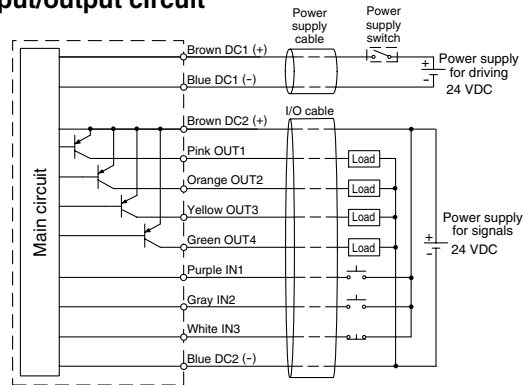 put/output circuit
Power
supply
cable
Power
supply
switch
Brown DC1 (+)
Blue DC1 (-)
+
-
Power supply
for driving
24 VDC
Brown DC2 (+)
I/O cable
Pink OUT1
Load
Orange OUT2
Load
Yellow OUT3
Load
Green OUT4
Load
Main circuit
+
-
Power supply
for signals
24 VDC
Purple IN1
Gray IN2
White IN3
Blue DC2 (-)